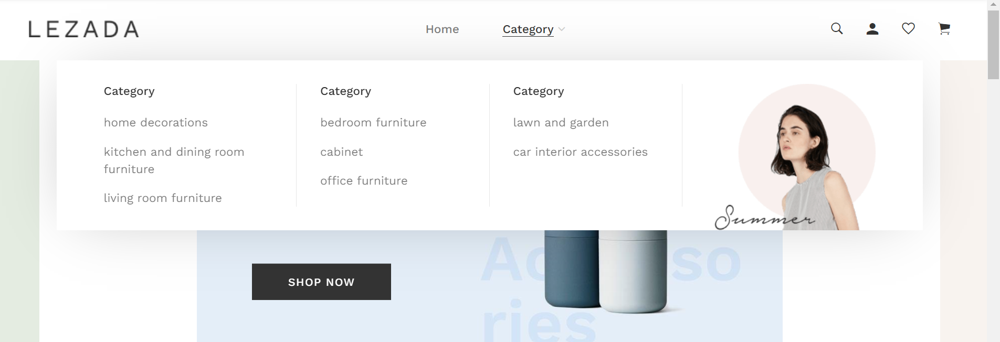 LEZADA
Home
Category
Category
home decorations
kitchen and dining room
furniture
living room furniture
Category
bedroom furniture
cabinet
office furniture
Category
lawn and garden
car interior accessories
Summer
SHOP NOW
Ac so
ries